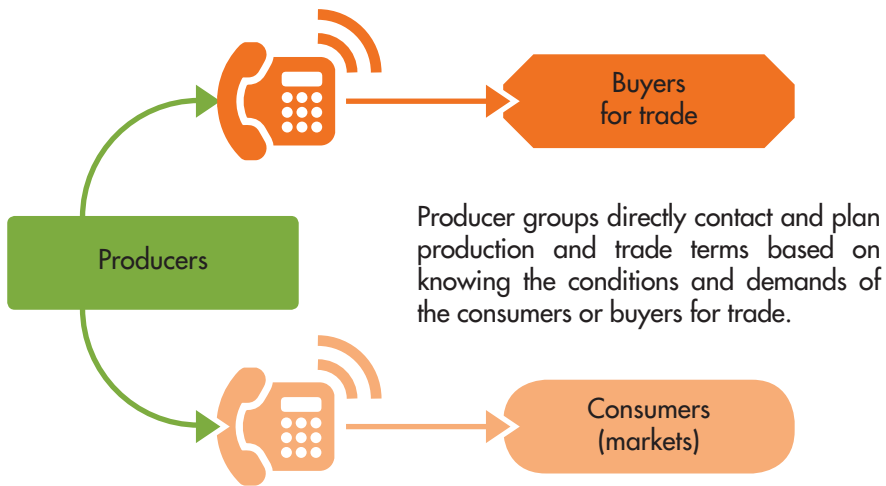 Buyers
for trade
Producers
Producer groups directly contact and plan
production and trade terms based on
knowing the conditions and demands of
the consumers or buyers for trade.
Consumers
(markets)